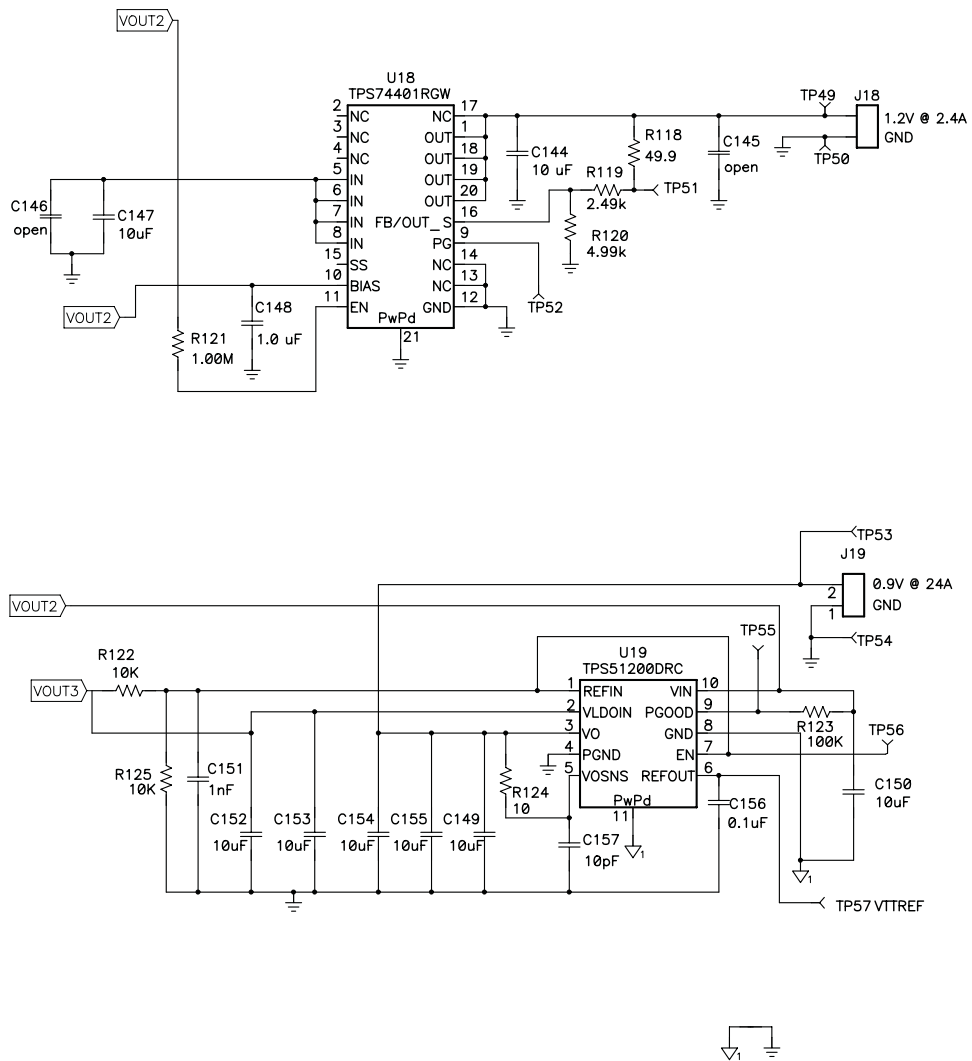 VOUT2
U18
TPS74401RGW
2 NC
3 NC
4 NC
5 IN
6 IN
7 IN
8 IN
15 SS
10 BIAS
11 EN
NC 17
OUT 1
OUT 18
OUT 19
OUT 20
FB/OUT_S 16
PG 9
NC 14
NC 13
GND 12
PwPd
21
C146
open
C147
10uF
VOUT2
C148
1.0 uF
R121
1.00M
C144
10 uF
R118
49.9
R119
2.49k
TP51
R120
4.99k
TP52
C145
open
TP49
J18
1.2V @ 2.4A
GND
TP50
TP53
J19
0.9V @ 24A
2
GND
1
TP54
VOUT2
R122
10K
VOUT3
U19
TPS51200DRC
1 REFIN
2 VLDOIN
3 VO
4 PGND
5 VOSNS
VIN 10
PGOOD 9
GND 8
EN 7
REFOUT 6
PwPd
11
1
TP55
R123
100K
TP56
R125
10K
C151
1nF
C152
10uF
C153
10uF
C154
10uF
C155
10uF
C149
10uF
R124
10
C157
10pF
C156
0.1uF
C150
10uF
1
TP57 VTTREF
1